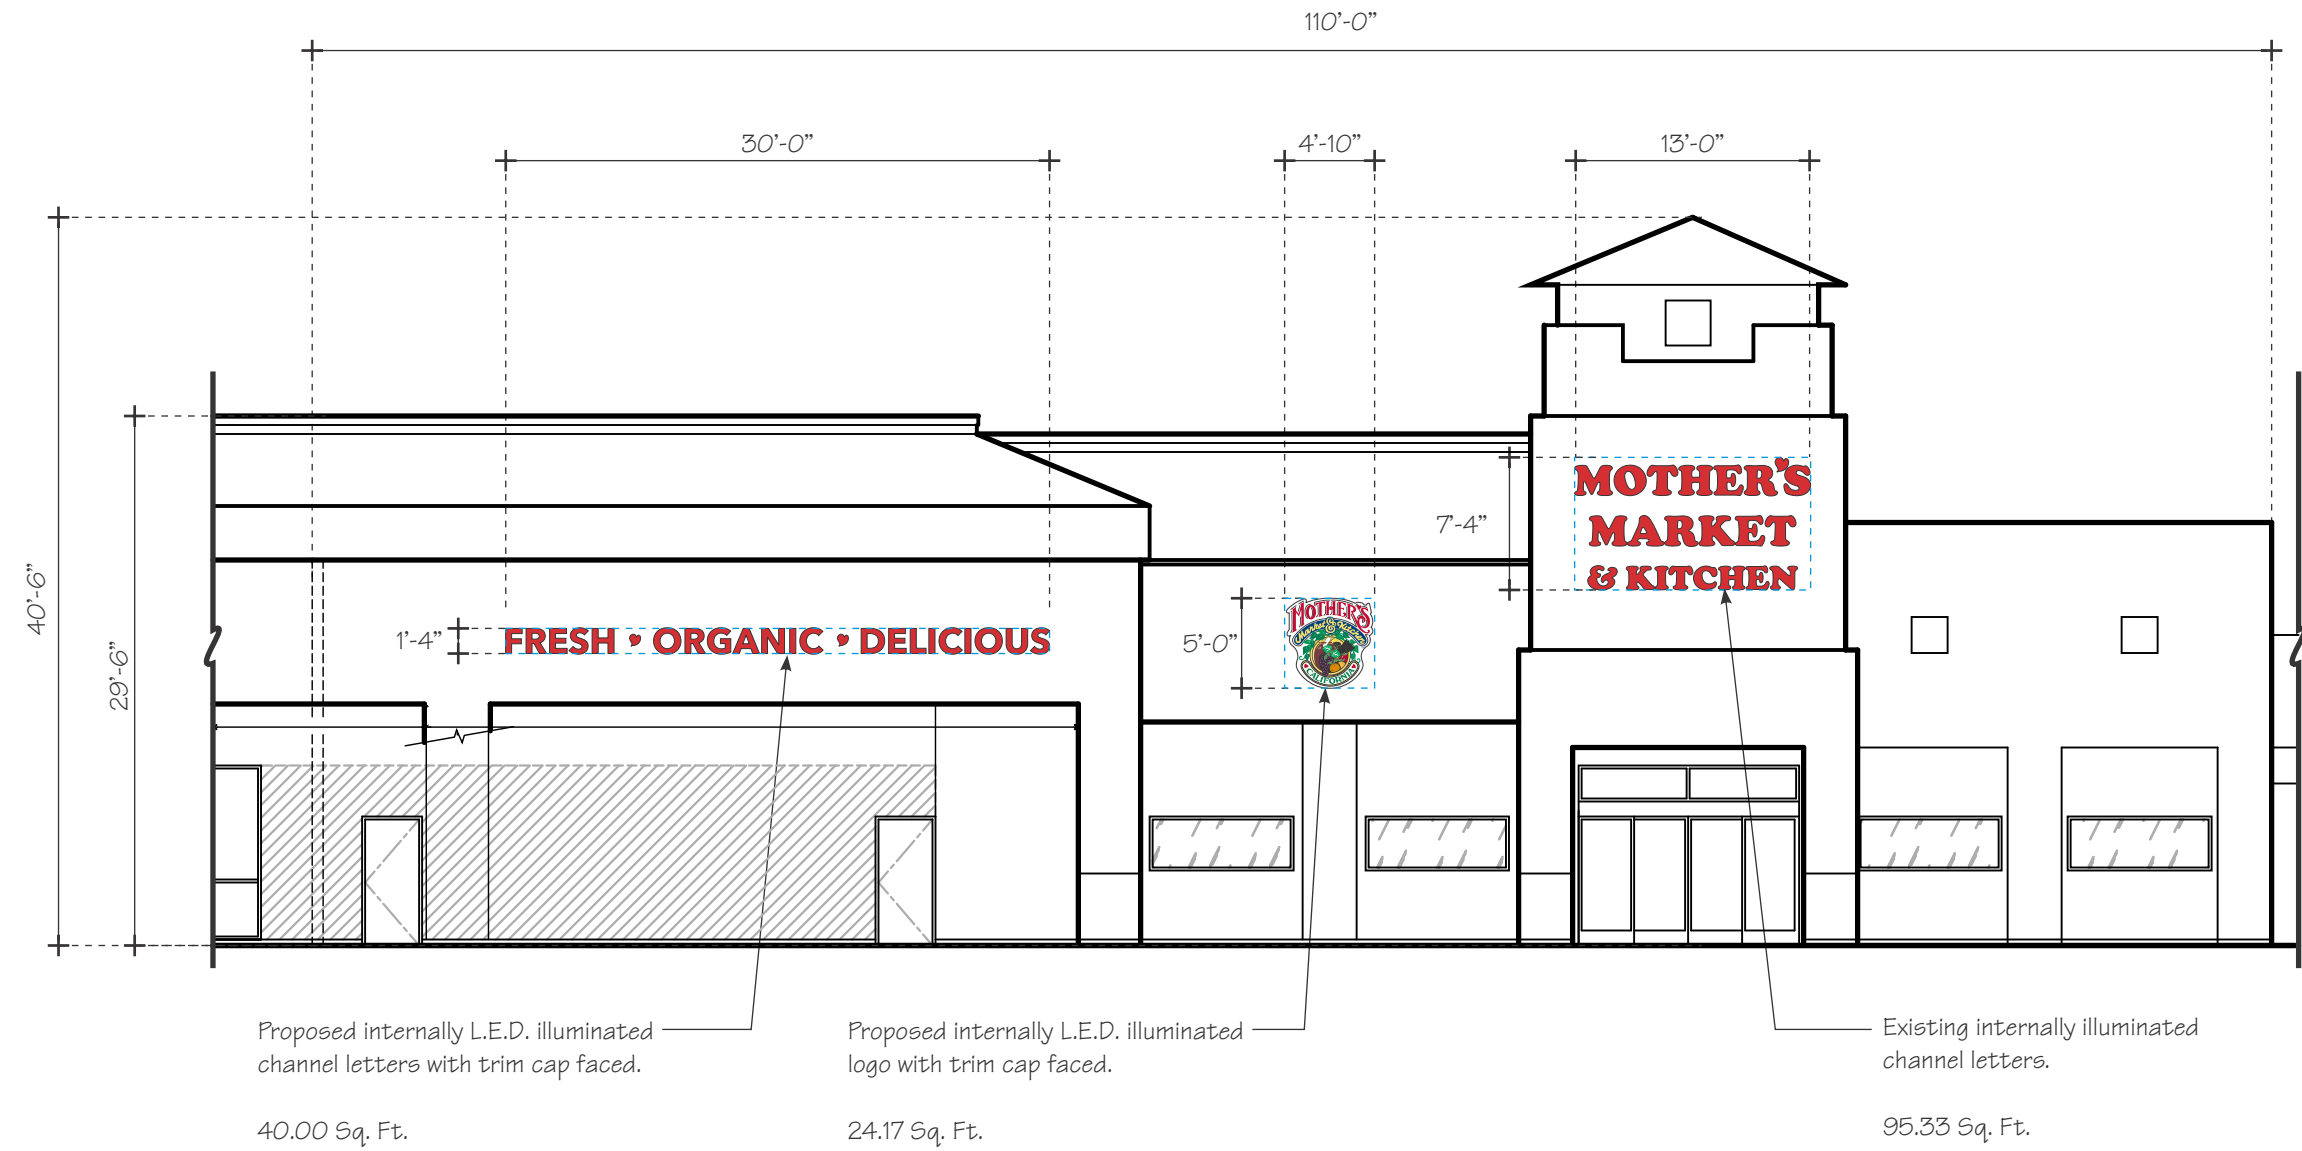 110’-0”
30’-0”
4’-10”
13’-0”
40’-6”
29’-6”
7’-4”
5’-0”
1’-4”
MOTHER'S
MARKET
& KITCHEN
MOTHER'S
Market & Kitchen
CALIFORNIA
FRESH ORGANIC DELICIOUS
Proposed internally L.E.D. illuminated
channel letters with trim cap faced.
40.00 Sq. Ft.
Proposed internally L.E.D. illuminated
logo with trim cap faced.
24.17 Sq. Ft.
Existing internally illuminated
channel letters.
95.33 Sq. Ft.